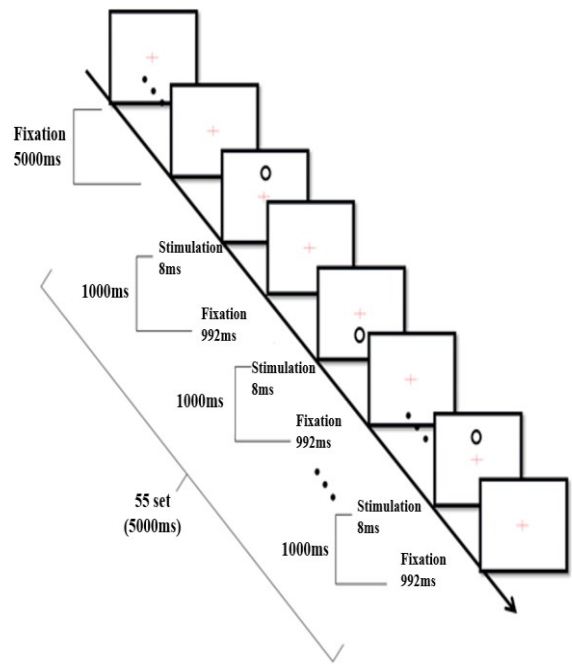 Fixation
5000ms
Stimulation
8ms
1000ms
Fixation
992ms
Stimulation
8ms
1000ms
Fixation
992ms
55 set
(5000ms)
Stimulation
8ms
1000ms
Fixation
992ms